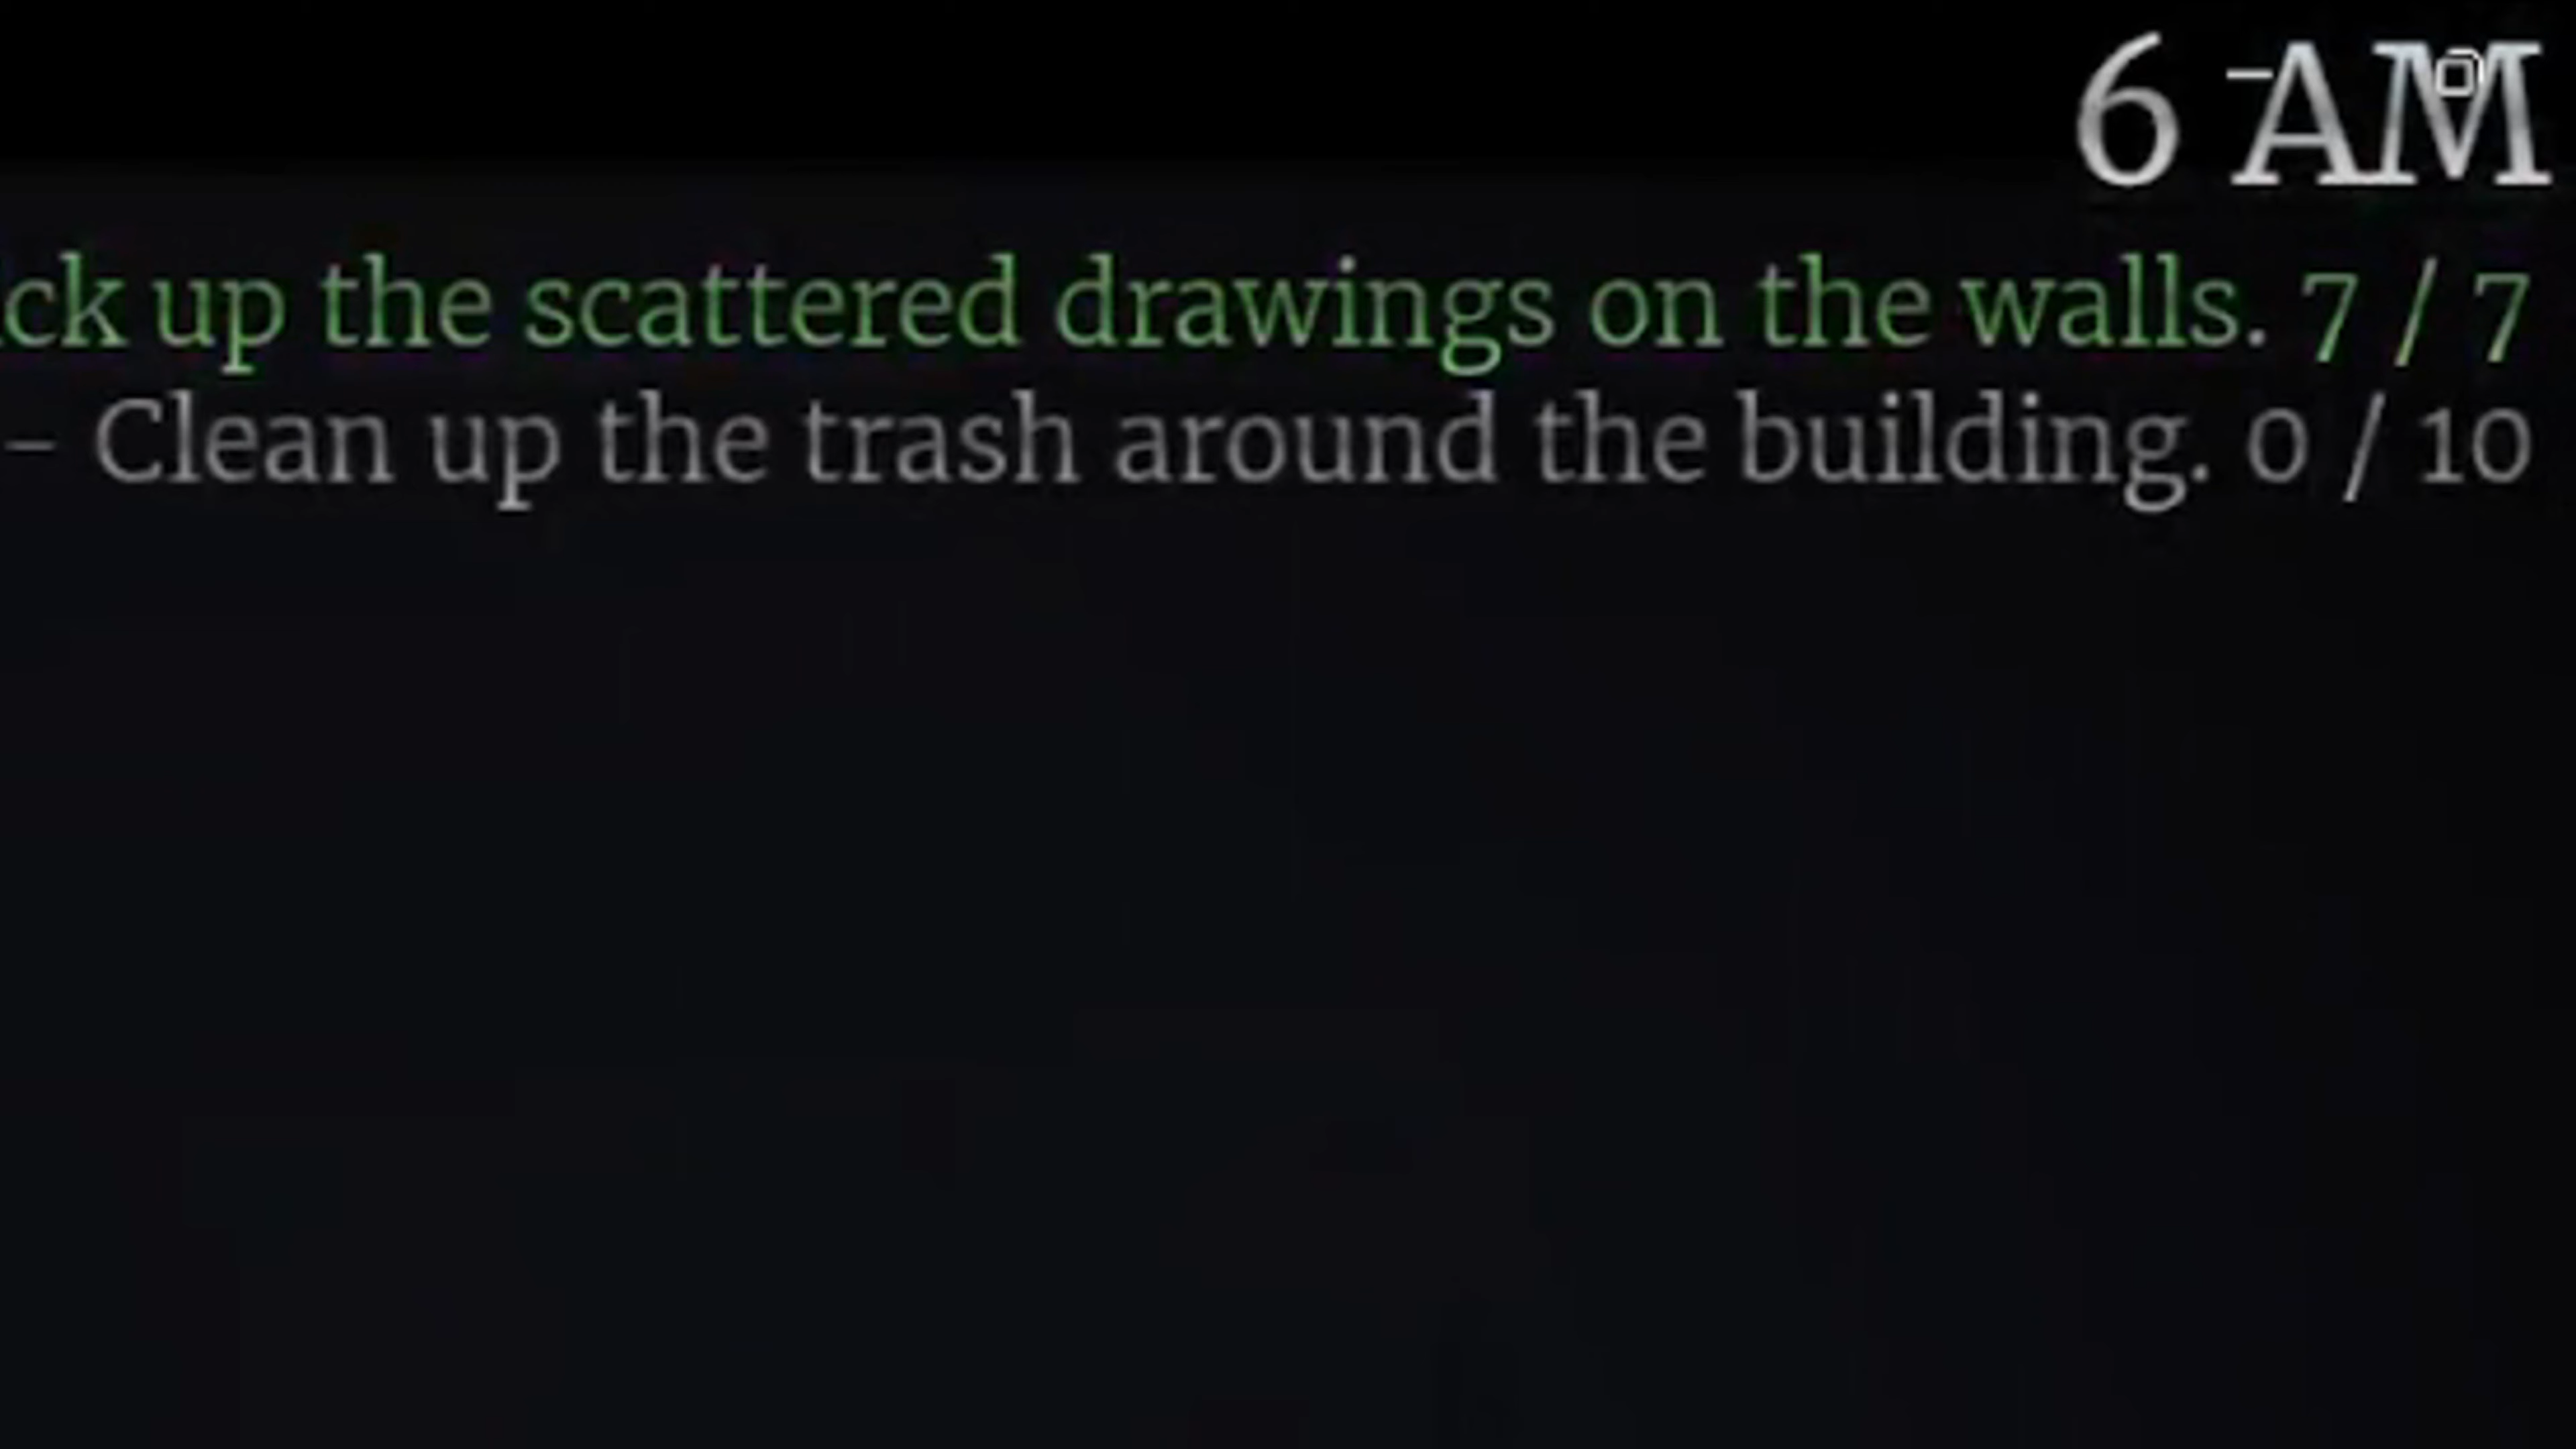 6 AM
ck up the scattered drawings on the walls. 7 / 7
– Clean up the trash around the building. 0 / 10